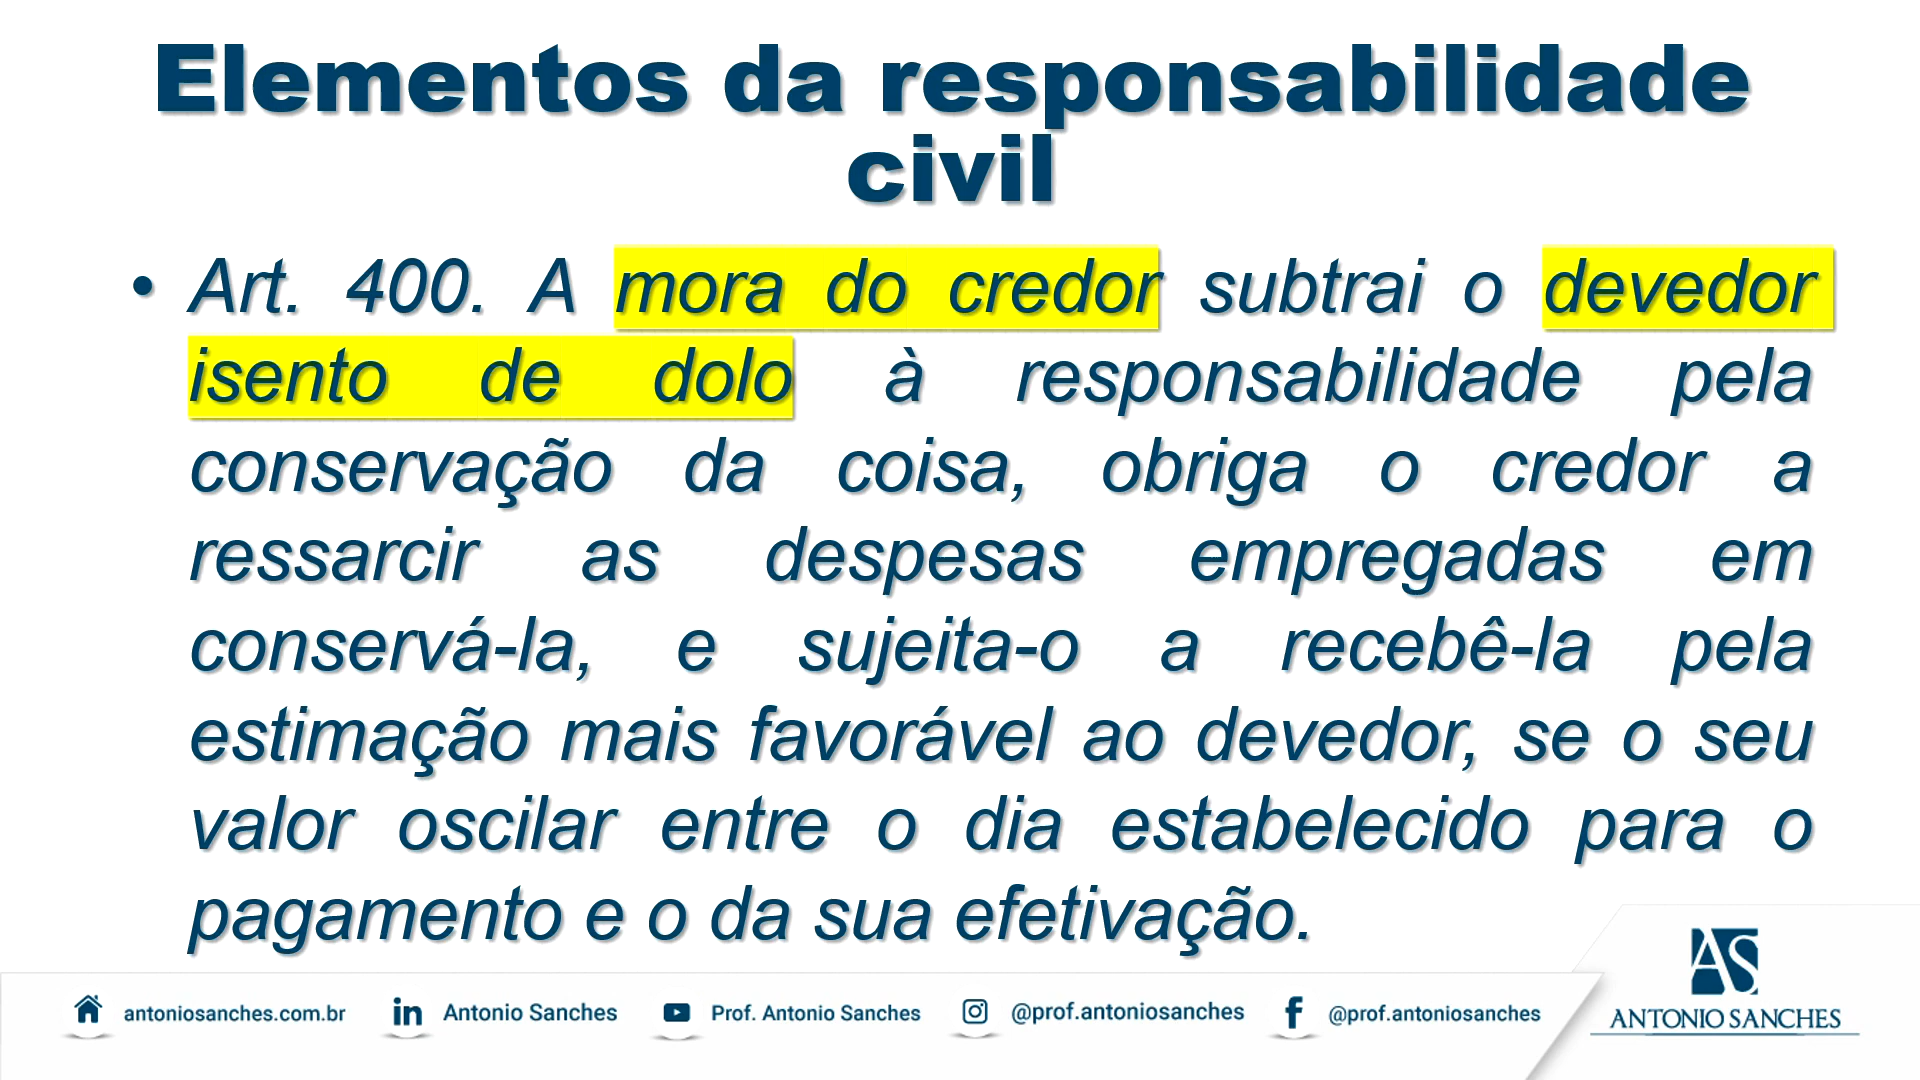 Elementos da responsabilidade
civil
• Art. 400. A mora do credor subtrai o devedor
isento de dolo à responsabilidade pela
conservação da coisa, obriga o credor a
ressarcir as despesas empregadas em
conservá-la, e sujeita-o a recebê-la pela
estimação mais favorável ao devedor, se o seu
valor oscilar entre o dia estabelecido para o
pagamento e o da sua efetivação.
AS
antoniosanches.com.br in Antonio Sanches Prof. Antonio Sanches @prof.antoniosanches f @prof.antoniosanches ANTONIO SANCHES